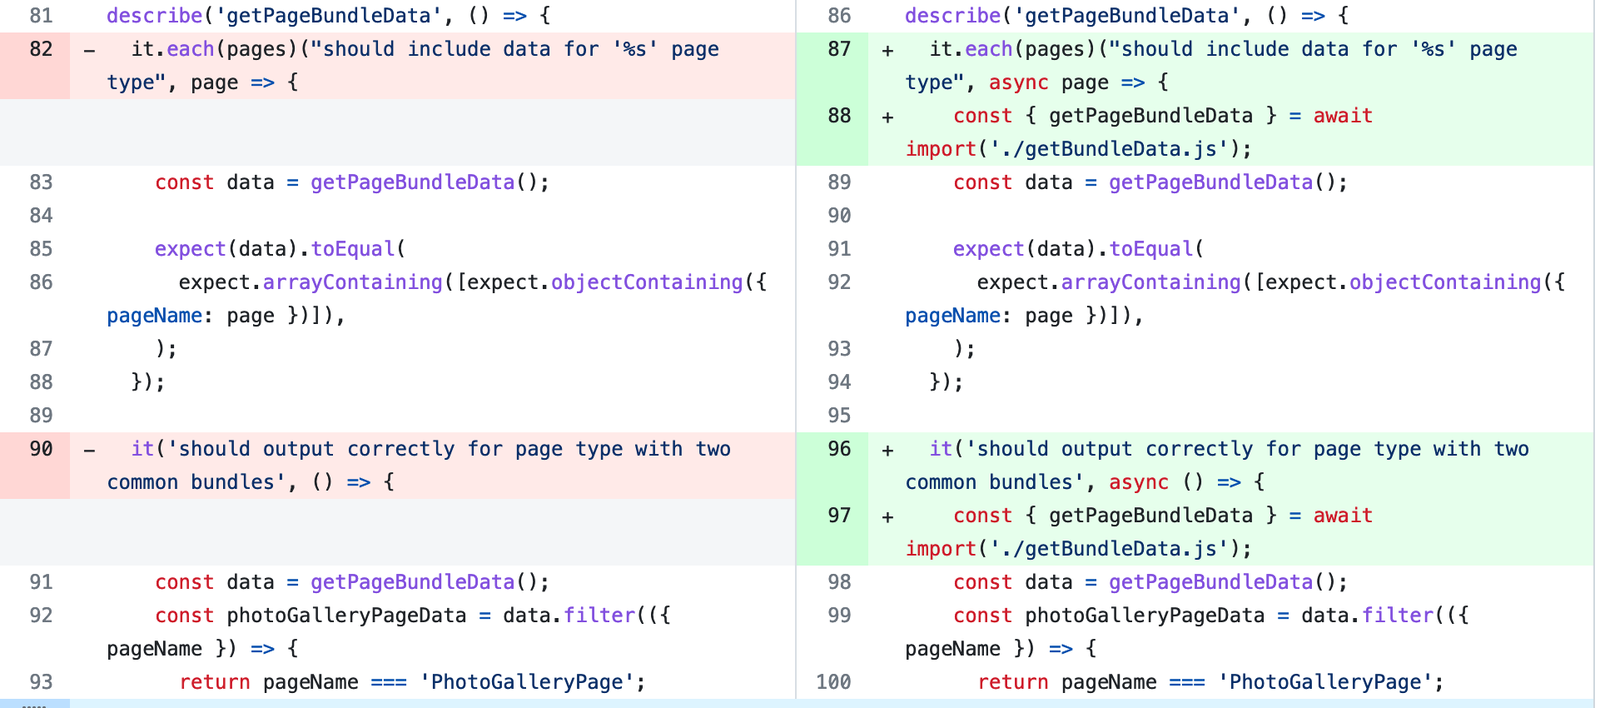 81 describe('getPageBundleData', () => {
82 - it.each(pages)("should include data for '%s' page
type", page => {
83 const data = getPageBundleData();
84
85 expect(data).toEqual(
86 expect.arrayContaining([expect.objectContaining({
pageName: page })]),
87 );
88 });
89
90 - it('should output correctly for page type with two
common bundles', () => {
91 const data = getPageBundleData();
92 const photoGalleryPageData = data.filter(({
pageName }) => {
93 return pageName === 'PhotoGalleryPage';
86 describe('getPageBundleData', () => {
87 + it.each(pages)("should include data for '%s' page
type", async page => {
88 + const { getPageBundleData } = await
import('./getBundleData.js');
89 const data = getPageBundleData();
90
91 expect(data).toEqual(
92 expect.arrayContaining([expect.objectContaining({
pageName: page })]),
93 );
94 });
95
96 + it('should output correctly for page type with two
common bundles', async () => {
97 + const { getPageBundleData } = await
import('./getBundleData.js');
98 const data = getPageBundleData();
99 const photoGalleryPageData = data.filter(({
pageName }) => {
100 return pageName === 'PhotoGalleryPage';